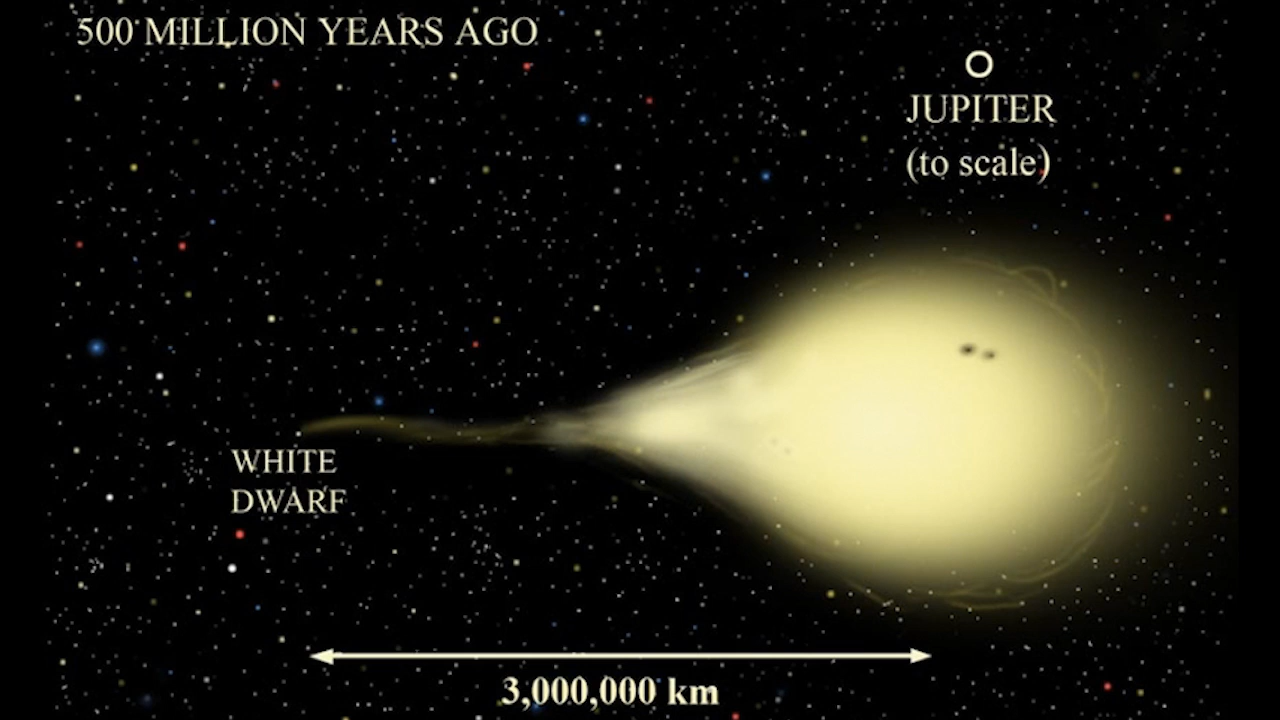 500 MILLION YEARS AGO
JUPITER
(to scale)
WHITE
DWARF
3,000,000 km